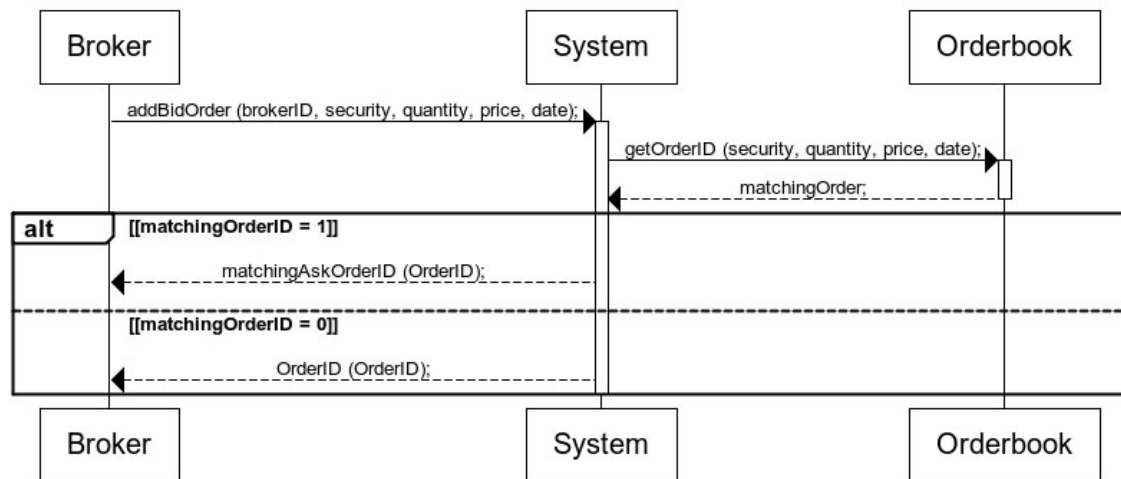 Broker
System
Orderbook
addBidOrder (brokerID, security, quantity, price, date);
getOrderID (security, quantity, price, date);
matchingOrder;
alt
[[matchingOrderID = 1]]
matchingAskOrderID (OrderID);
[[matchingOrderID = 0]]
OrderID (OrderID);
Broker
System
Orderbook